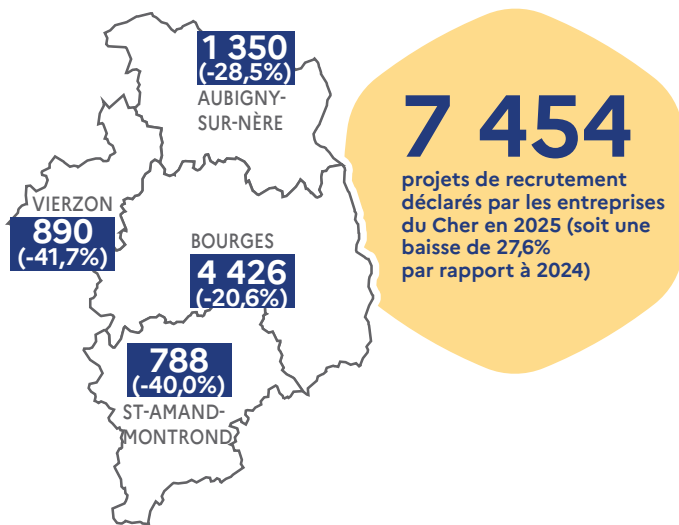 1 350
(-28,5%)
AUBIGNY-
SUR-NÈRE
VIERZON
890
(-41,7%)
BOURGES
4 426
(-20,6%)
788
(-40,0%)
ST-AMAND-
MONTROND
7 454
projets de recrutement
déclarés par les entreprises
du Cher en 2025 (soit une
baisse de 27,6%
par rapport à 2024)